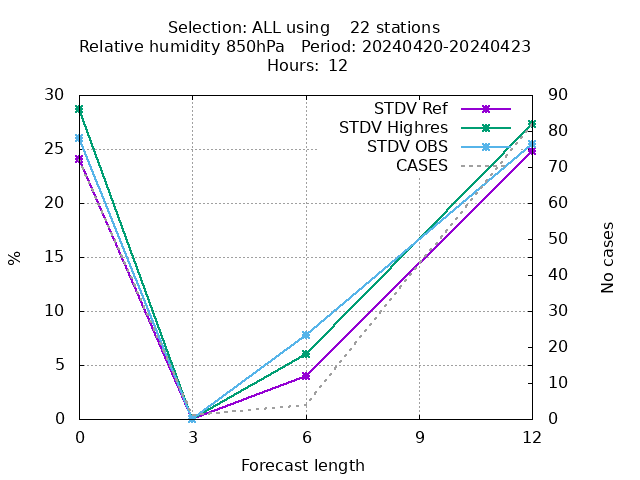 Selection: ALL using    22 stations
Relative humidity 850hPa   Period: 20240420-20240423
Hours: 12
30 90
STDV Ref
STDV Highres
STDV OBS
CASES
25 80
20 70
15 60
10 50
5 40
0 30
20
10
0
%
No cases
0 3 6 9 12
Forecast length